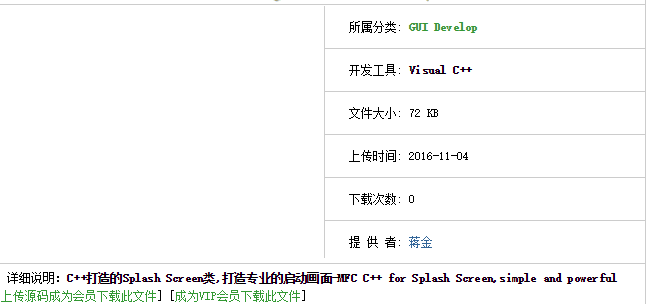 所属分类: GUI Develop
开发工具: Visual C++
文件大小: 72 KB
上传时间: 2016-11-04
下载次数: 0
提 供 者: 蒋金
详细说明: C++打造的Splash Screen类,打造专业的启动画面-MFC C++ for Splash Screen,simple and powerful
上传源码成为会员下载此文件] [成为VIP会员下载此文件]